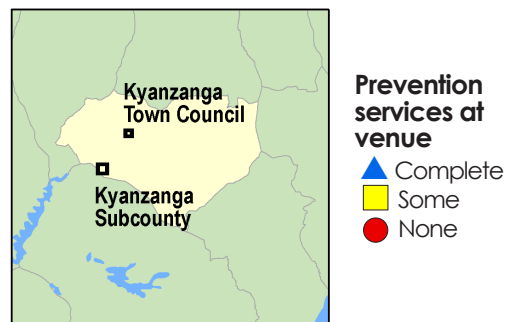 Kyanzanga
Town Council
Kyanzanga
Subcounty
Prevention
services at
venue
Complete
Some
None